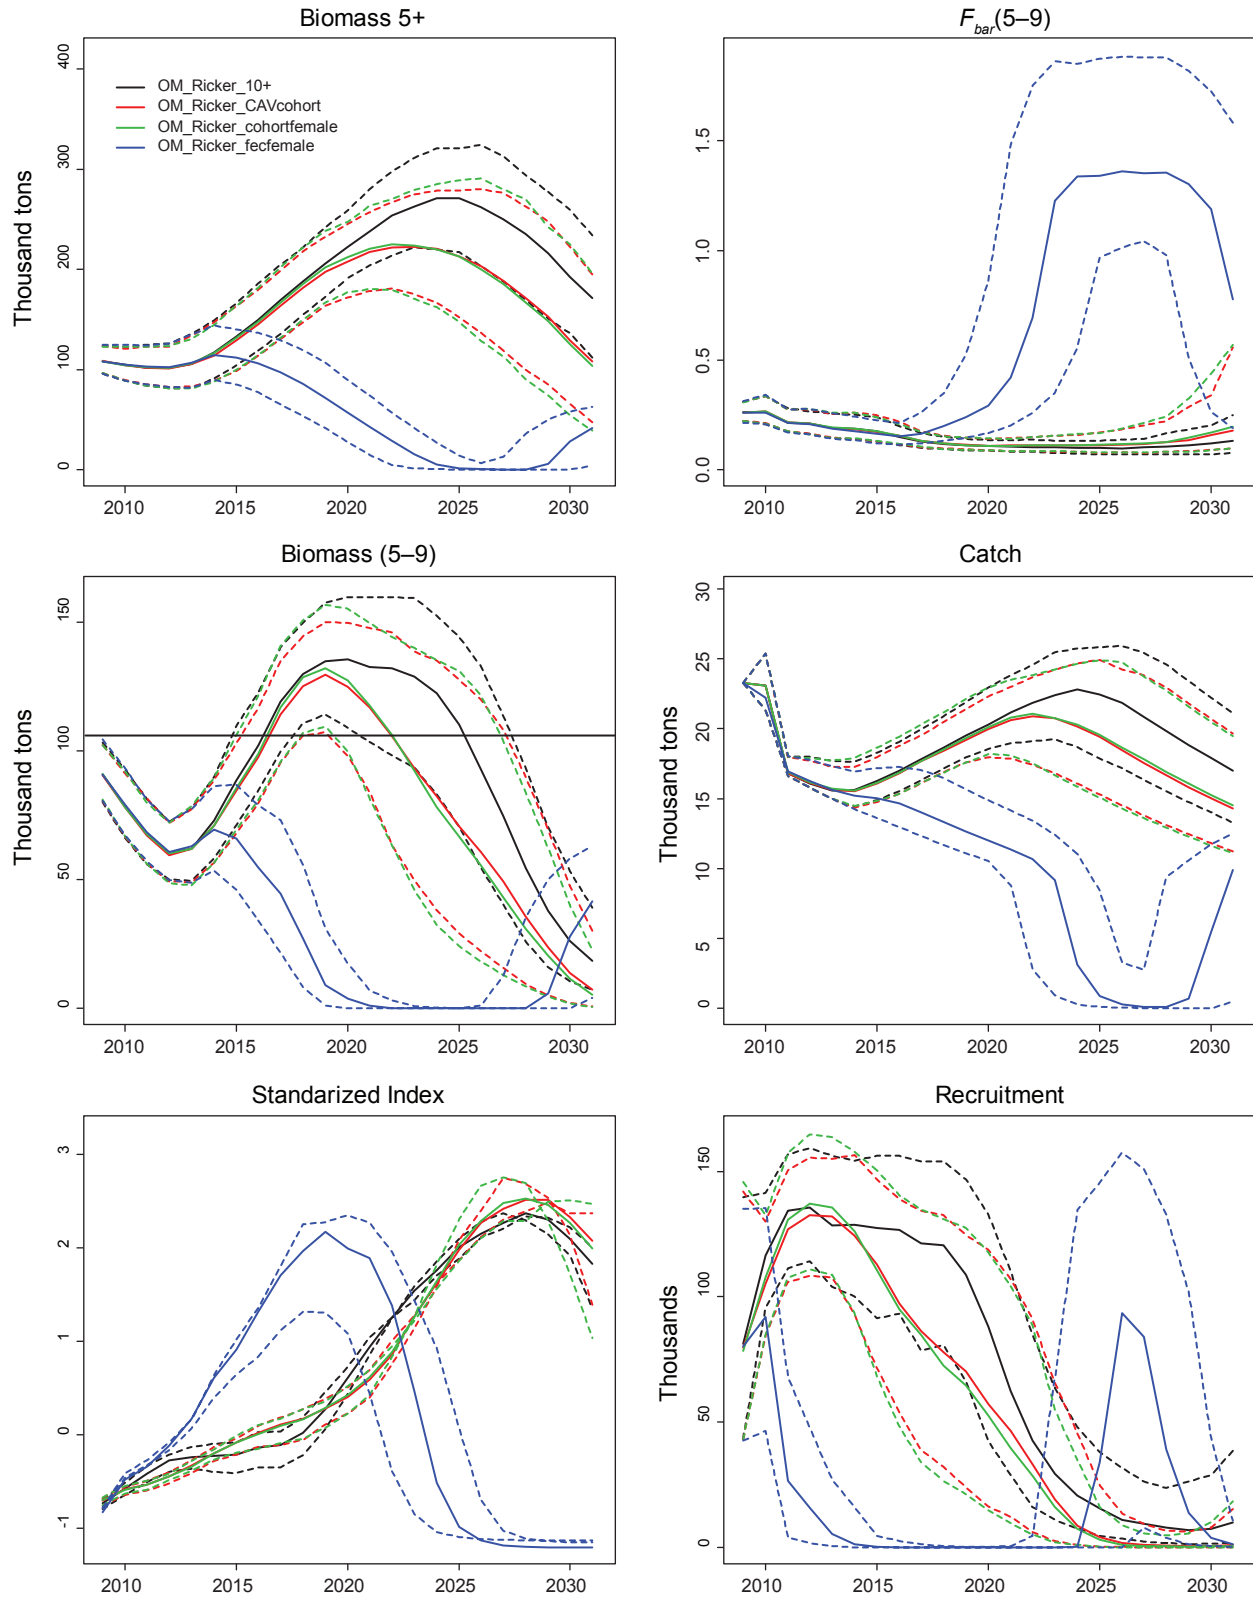 Biomass 5+
Thousand tons
400
300
200
100
0
OM_Ricker_10+
OM_Ricker_CAVcohort
OM_Ricker_cohortfemale
OM_Ricker_fecfemale
2010 2015 2020 2025 2030
F_bar(5–9)
1.5
1.0
0.5
0.0
2010 2015 2020 2025 2030
Biomass (5–9)
Thousand tons
150
100
50
0
2010 2015 2020 2025 2030
Catch
Thousand tons
30
25
20
15
10
5
0
2010 2015 2020 2025 2030
Standarized Index
3
2
1
0
-1
2010 2015 2020 2025 2030
Recruitment
Thousands
150
100
50
0
2010 2015 2020 2025 2030